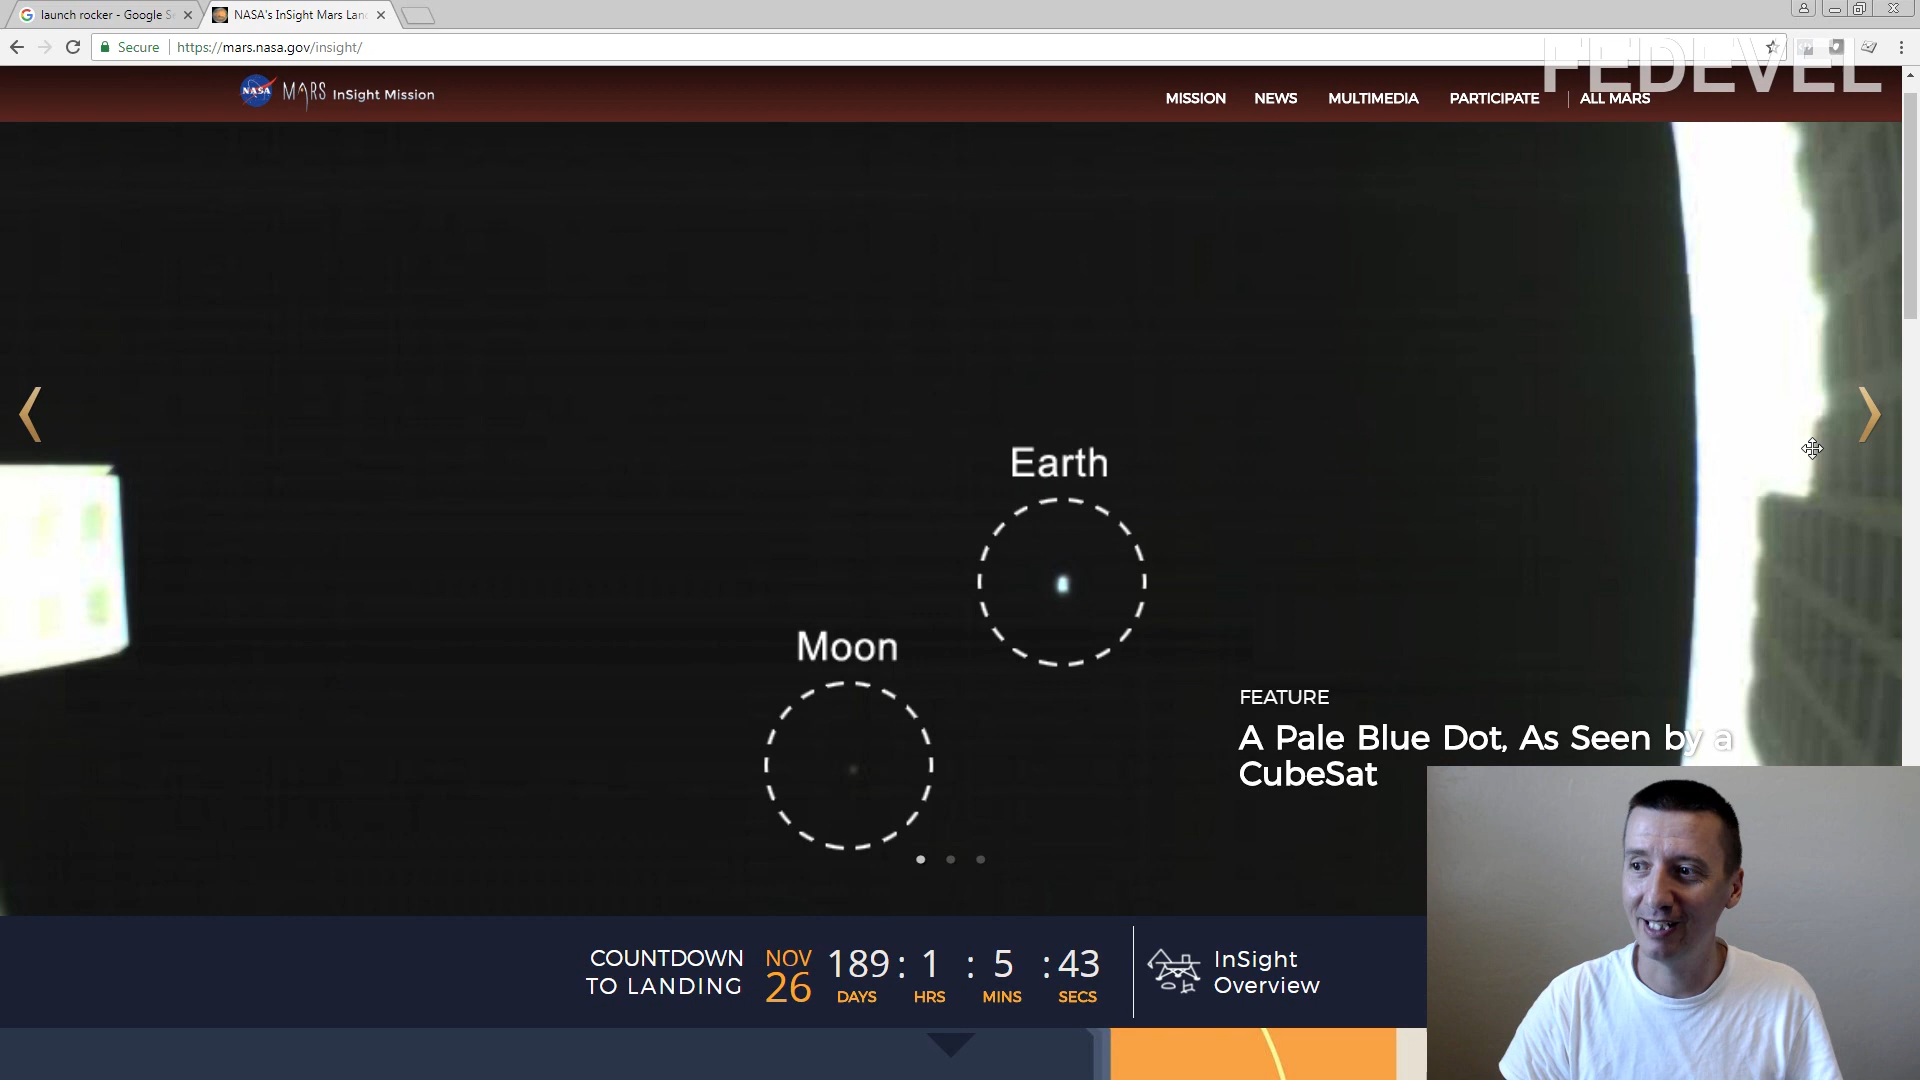 launch rocker - Google S
NASA's InSight Mars Lan
Secure
https://mars.nasa.gov/insight/
FEDEVEL
NASA
MARS InSight Mission
MISSION
NEWS
MULTIMEDIA
PARTICIPATE
ALL MARS
Earth
Moon
FEATURE
A Pale Blue Dot, As Seen by a
CubeSat
COUNTDOWN
TO LANDING
NOV
26
189 : 1 : 5 : 43
DAYS HRS MINS SECS
InSight
Overview